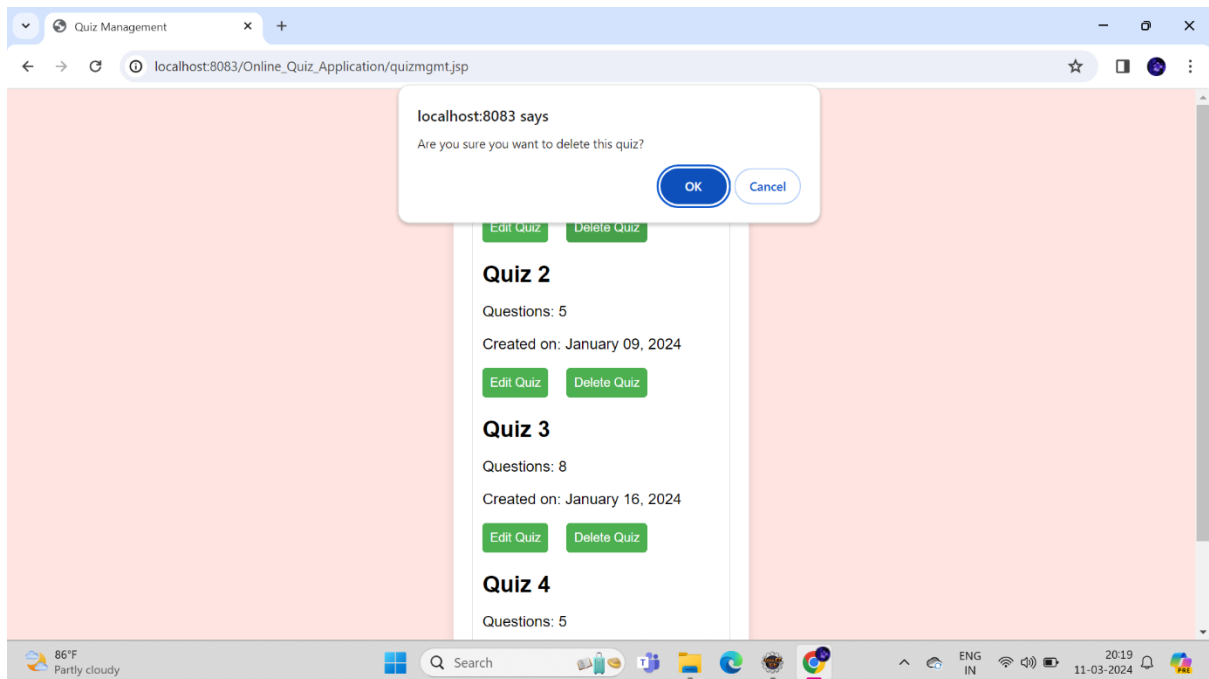 Quiz Management
localhost:8083/Online_Quiz_Application/quizmgmt.jsp
localhost:8083 says
Are you sure you want to delete this quiz?
OK Cancel
Edit Quiz Delete Quiz
Quiz 2
Questions: 5
Created on: January 09, 2024
Edit Quiz Delete Quiz
Quiz 3
Questions: 8
Created on: January 16, 2024
Edit Quiz Delete Quiz
Quiz 4
Questions: 5
86°F
Partly cloudy
Search
ENG
IN
20:19
11-03-2024
PRE